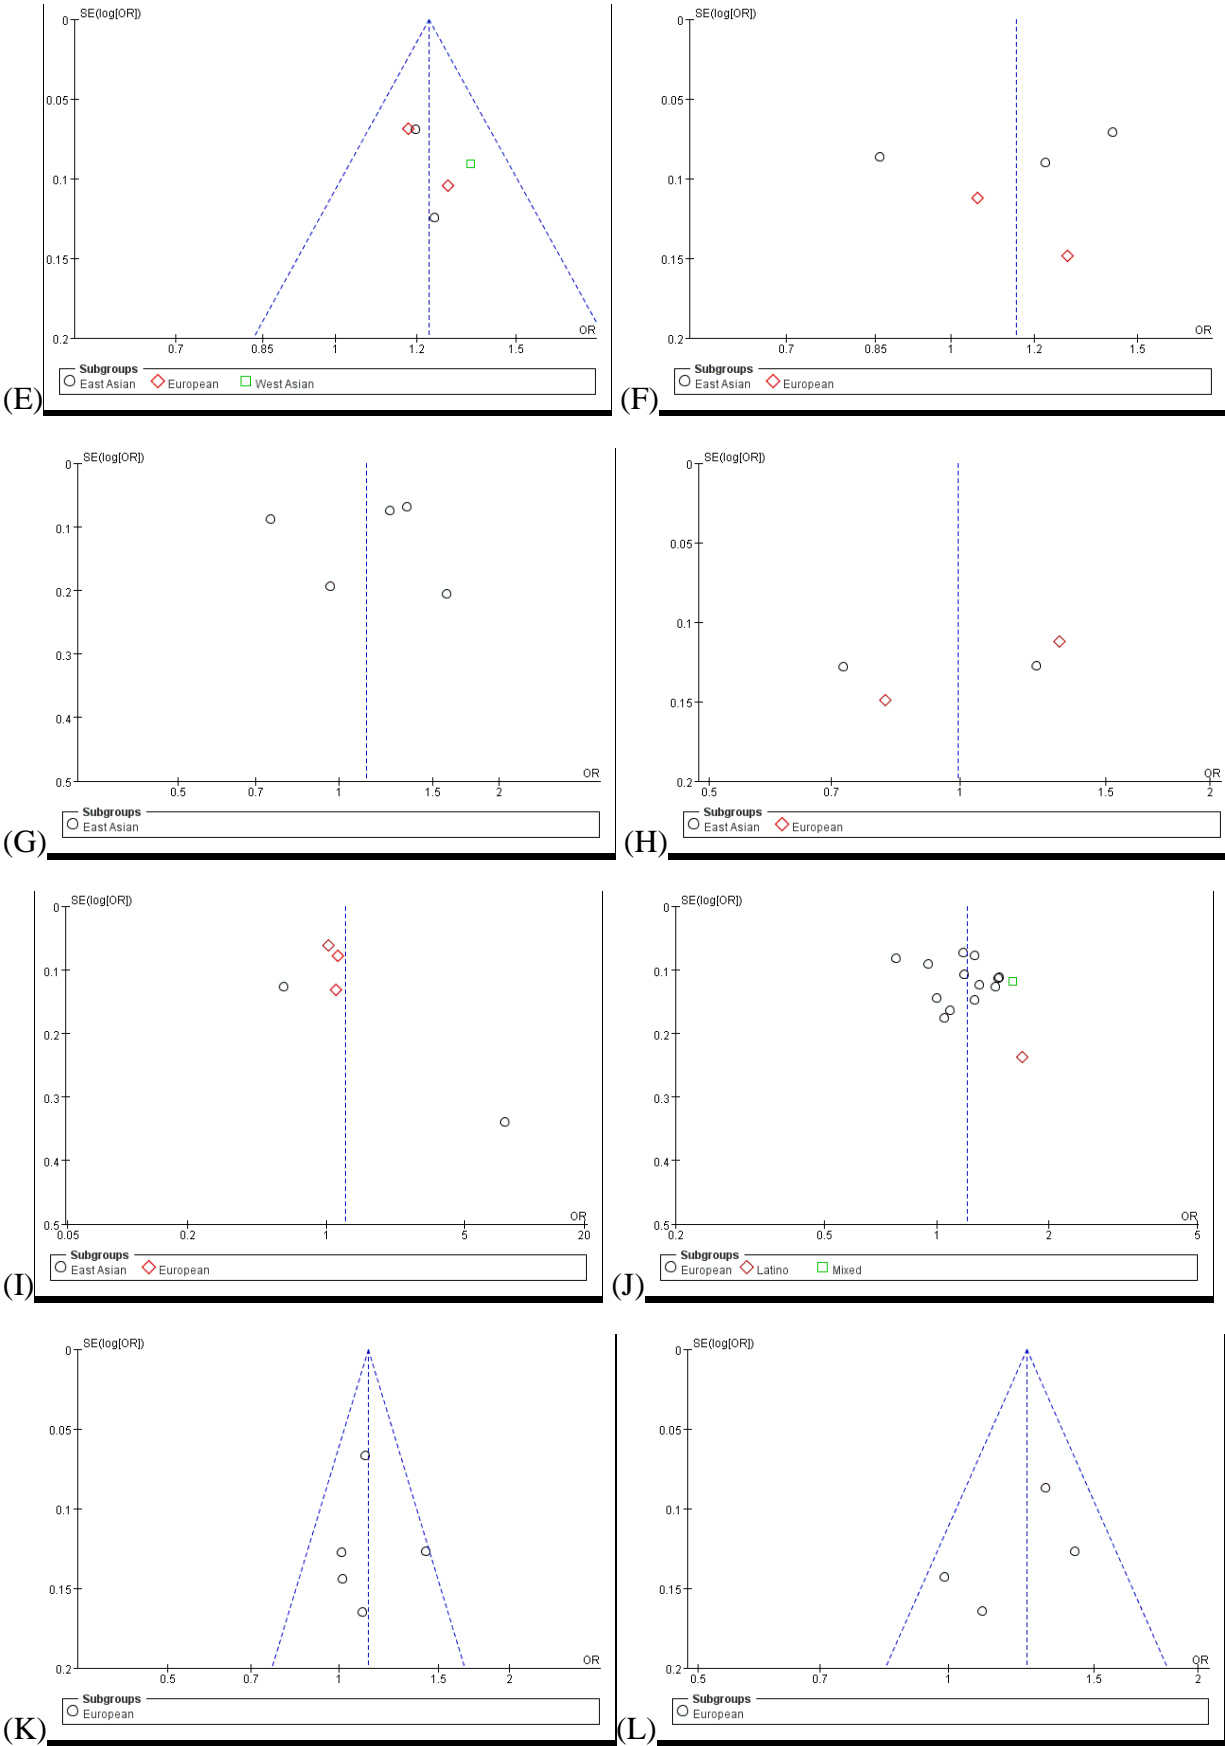 SE(log[OR])
0
0.05
0.1
0.15
0.2
OR
0.7 0.85 1 1.2 1.5
Subgroups
East Asian European West Asian
(E)
SE(log[OR])
0
0.05
0.1
0.15
0.2
OR
0.7 0.85 1 1.2 1.5
Subgroups
East Asian European
(F)
SE(log[OR])
0
0.1
0.2
0.3
0.4
0.5
OR
0.5 0.7 1 1.5 2
Subgroups
East Asian
(G)
SE(log[OR])
0
0.05
0.1
0.15
0.2
OR
0.5 0.7 1 1.5 2
Subgroups
East Asian European
(H)
SE(log[OR])
0
0.1
0.2
0.3
0.4
0.5
OR
0.05 0.2 1 5 20
Subgroups
East Asian European
(I)
SE(log[OR])
0
0.1
0.2
0.3
0.4
0.5
OR
0.2 0.5 1 2 5
Subgroups
European Latino Mixed
(J)
SE(log[OR])
0
0.05
0.1
0.15
0.2
OR
0.5 0.7 1 1.5 2
Subgroups
European
(K)
SE(log[OR])
0
0.05
0.1
0.15
0.2
OR
0.5 0.7 1 1.5 2
Subgroups
European
(L)